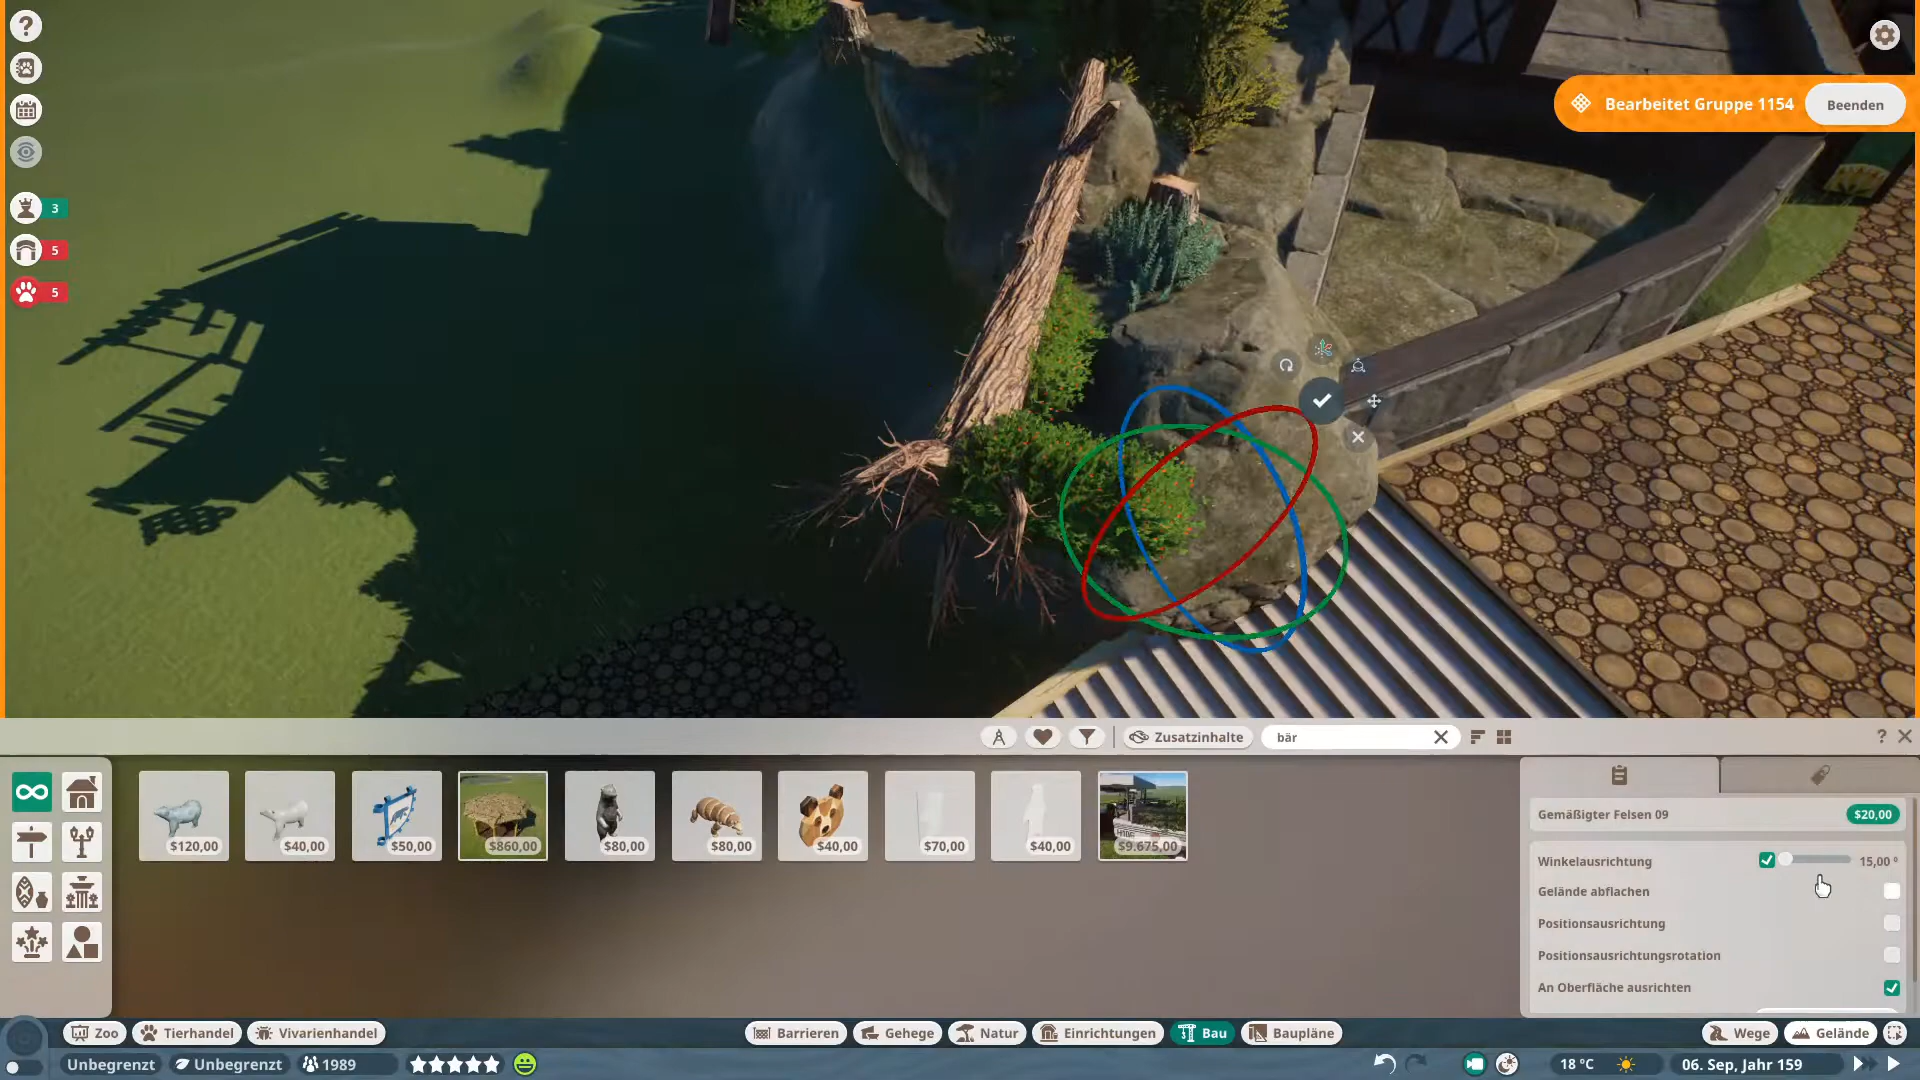 ?
Bearbeitet Gruppe 1154
Beenden
3
5
5
Zusatzinhalte
bär
?
$120,00
$40,00
$50,00
$860,00
$80,00
$80,00
$40,00
$70,00
$40,00
$9.675,00
Gemäßigter Felsen 09
$20,00
Winkelausrichtung
15,00 °
Gelände abflachen
Positionsausrichtung
Positionsausrichtungsrotation
An Oberfläche ausrichten
Zoo
Tierhandel
Vivarienhandel
Barrieren
Gehege
Natur
Einrichtungen
Bau
Baupläne
Wege
Gelände
Unbegrenzt
Unbegrenzt
1989
18 °C
06. Sep, Jahr 159